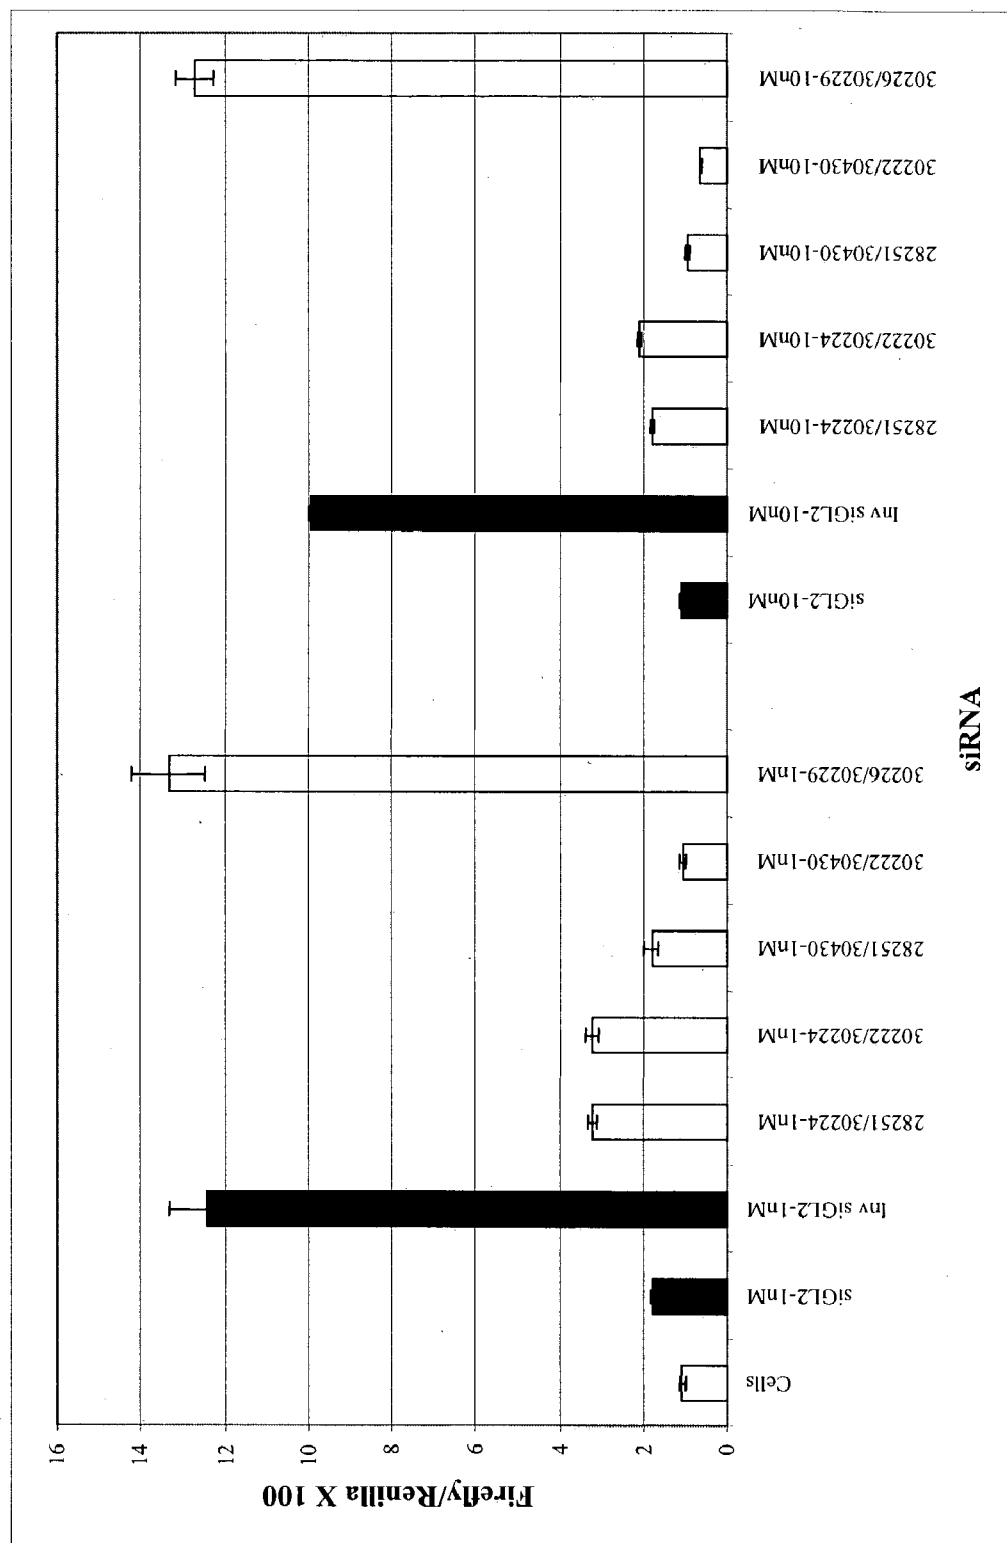 Firefly/Renilla X 100
16
14
12
10
8
6
4
2
0
Cells
siGL2-1nM
Inv siGL2-1nM
28251/30224-1nM
30222/30224-1nM
28251/30430-1nM
30222/30430-1nM
30226/30229-1nM
siGL2-10nM
Inv siGL2-10nM
28251/30224-10nM
30222/30224-10nM
28251/30430-10nM
30222/30430-10nM
30226/30229-10nM
siRNA